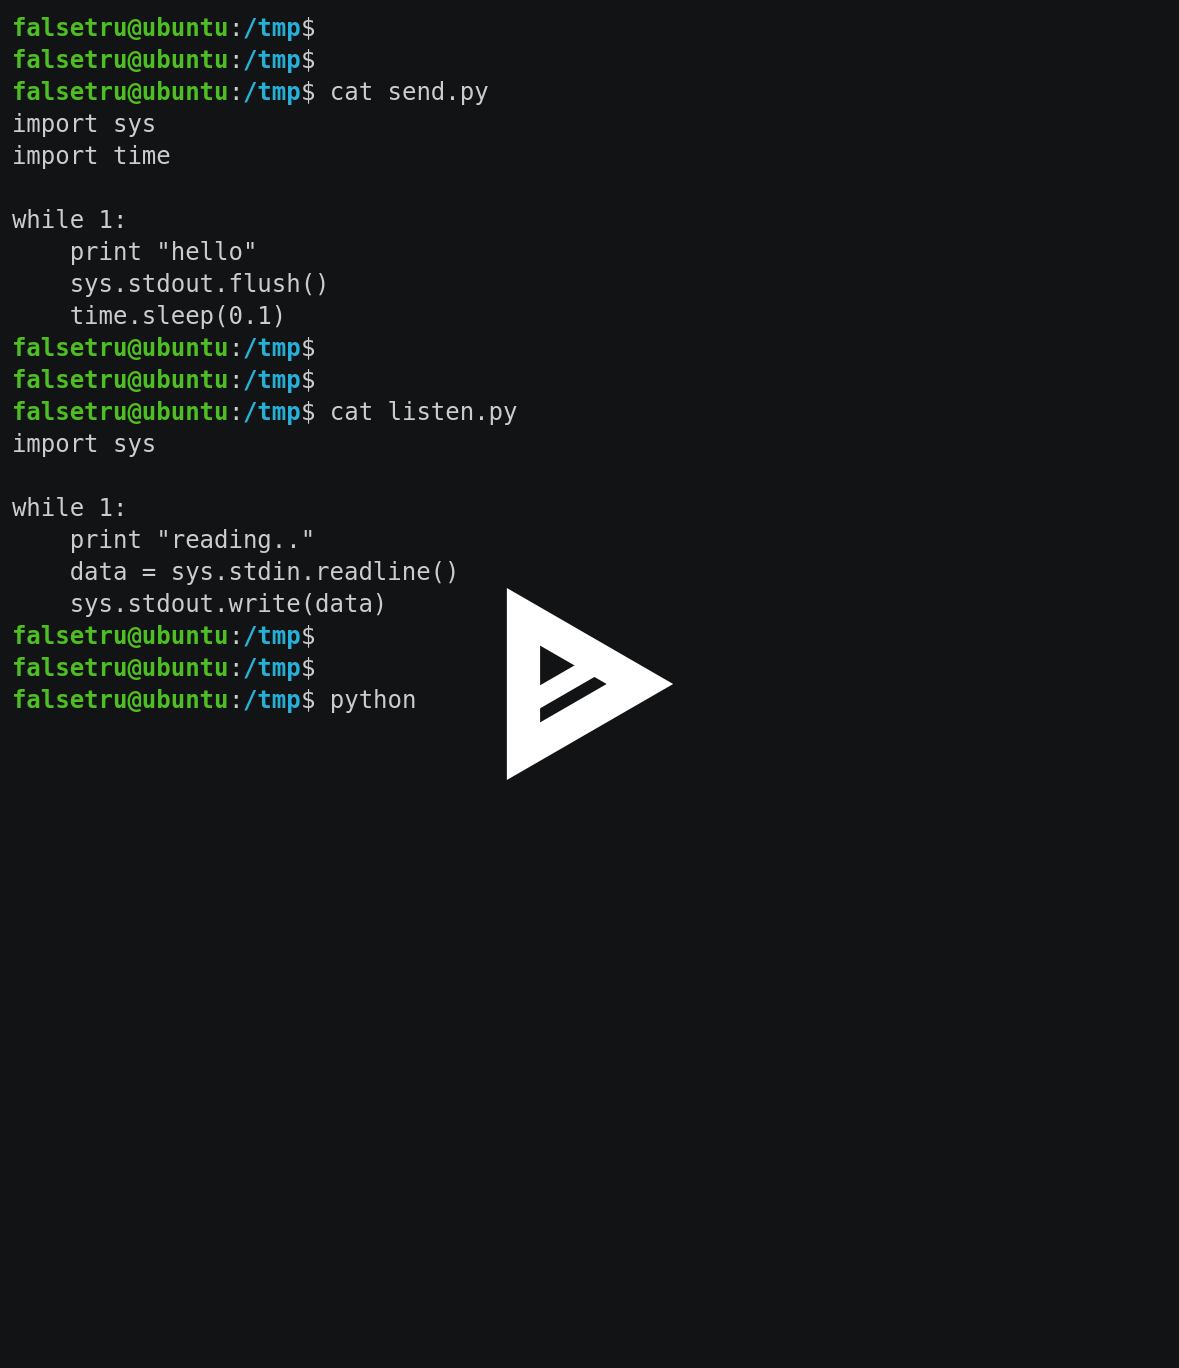 falsetru@ubuntu:/tmp$
falsetru@ubuntu:/tmp$
falsetru@ubuntu:/tmp$ cat send.py
import sys
import time

while 1:
    print "hello"
    sys.stdout.flush()
    time.sleep(0.1)
falsetru@ubuntu:/tmp$
falsetru@ubuntu:/tmp$
falsetru@ubuntu:/tmp$ cat listen.py
import sys

while 1:
    print "reading.."
    data = sys.stdin.readline()
    sys.stdout.write(data)
falsetru@ubuntu:/tmp$
falsetru@ubuntu:/tmp$
falsetru@ubuntu:/tmp$ python